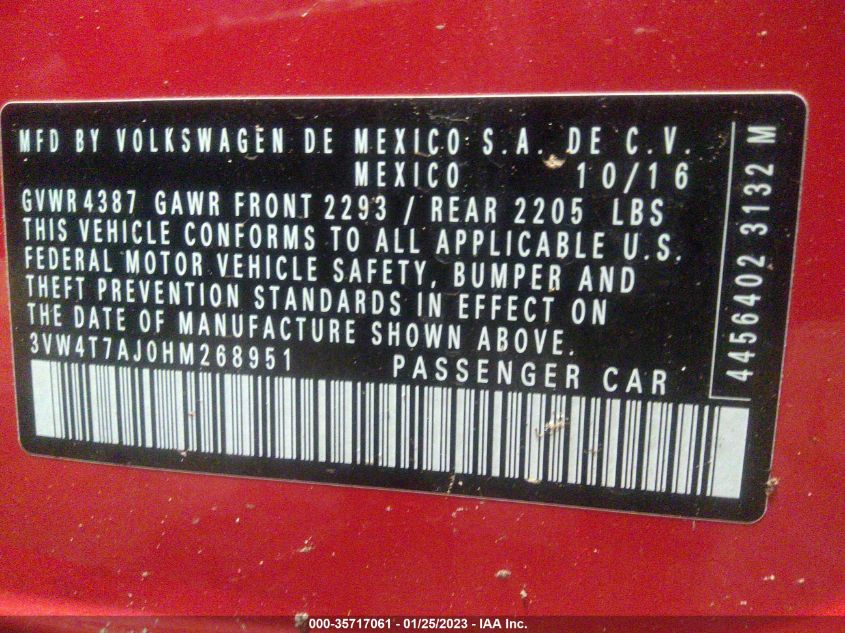 MFD BY VOLKSWAGEN DE MEXICO S.A. DE C.V.
MEXICO 10/16
GVWR 4387 GAWR FRONT 2293 / REAR 2205 LBS
THIS VEHICLE CONFORMS TO ALL APPLICABLE U.S.
FEDERAL MOTOR VEHICLE SAFETY, BUMPER AND
THEFT PREVENTION STANDARDS IN EFFECT ON
THE DATE OF MANUFACTURE SHOWN ABOVE.
3VW4T7AJ0HM268951 PASSENGER CAR
4456402 3132 M
000-35717061 - 01/25/2023 - IAA Inc.